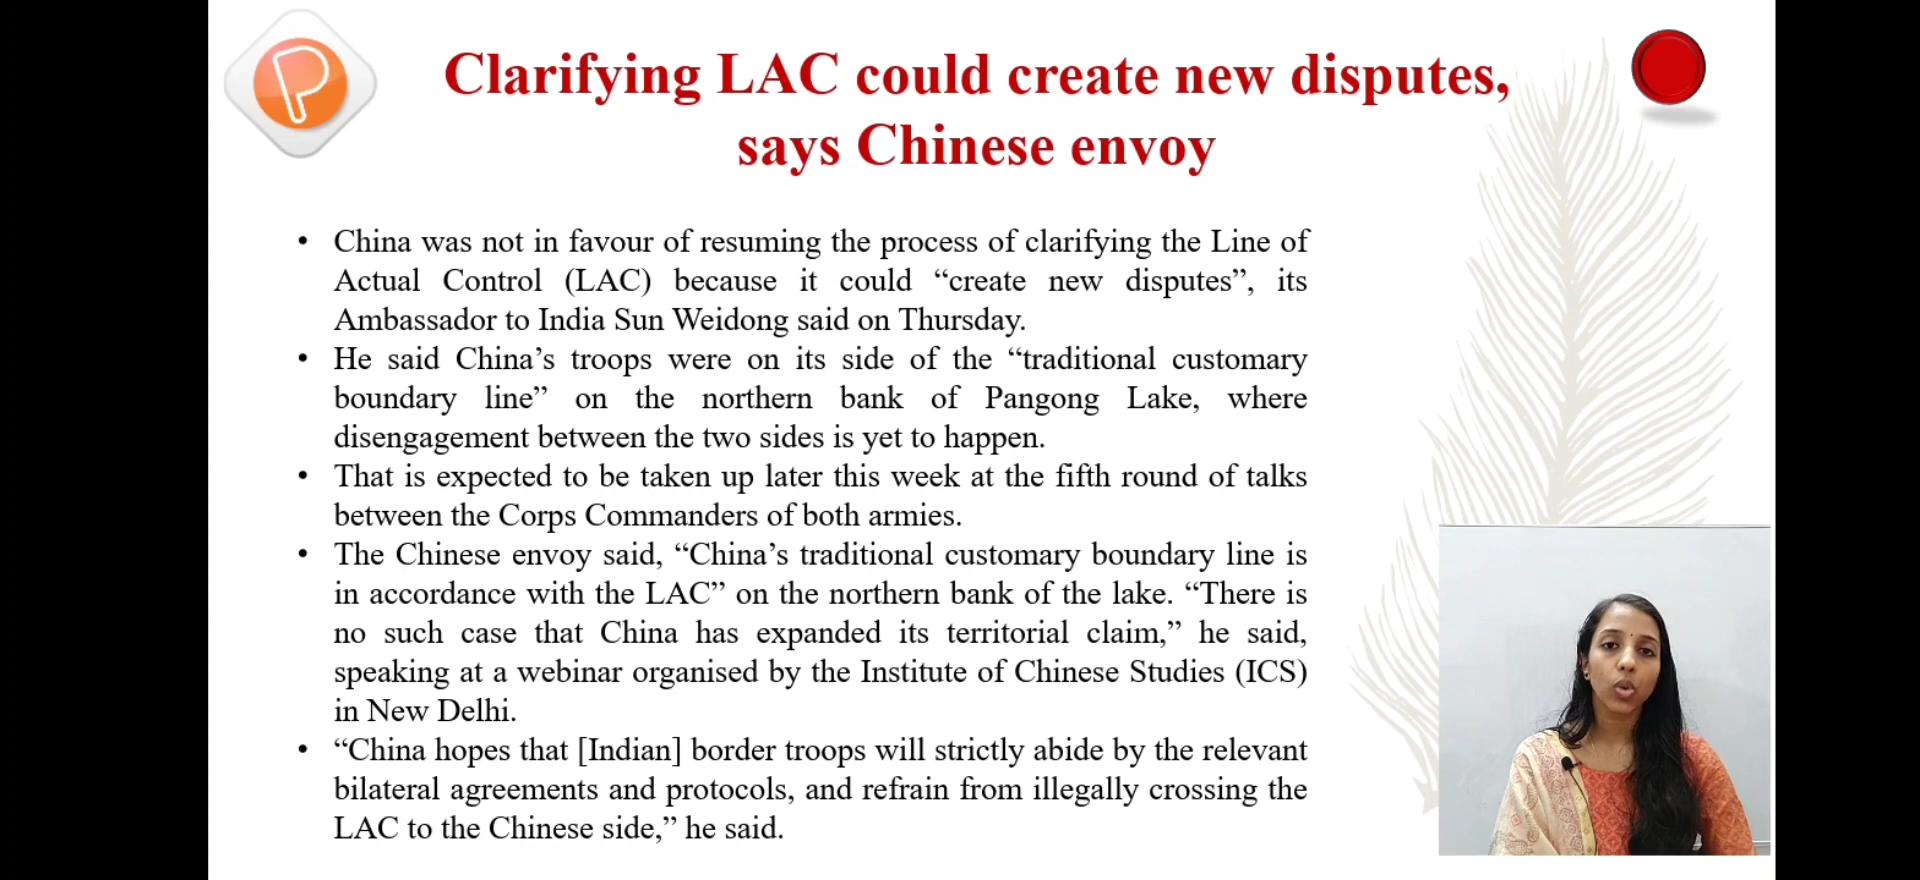 Clarifying LAC could create new disputes,
says Chinese envoy
• China was not in favour of resuming the process of clarifying the Line of
Actual Control (LAC) because it could “create new disputes”, its
Ambassador to India Sun Weidong said on Thursday.
• He said China’s troops were on its side of the “traditional customary
boundary line” on the northern bank of Pangong Lake, where
disengagement between the two sides is yet to happen.
• That is expected to be taken up later this week at the fifth round of talks
between the Corps Commanders of both armies.
• The Chinese envoy said, “China’s traditional customary boundary line is
in accordance with the LAC” on the northern bank of the lake. “There is
no such case that China has expanded its territorial claim,” he said,
speaking at a webinar organised by the Institute of Chinese Studies (ICS)
in New Delhi.
• “China hopes that [Indian] border troops will strictly abide by the relevant
bilateral agreements and protocols, and refrain from illegally crossing the
LAC to the Chinese side,” he said.